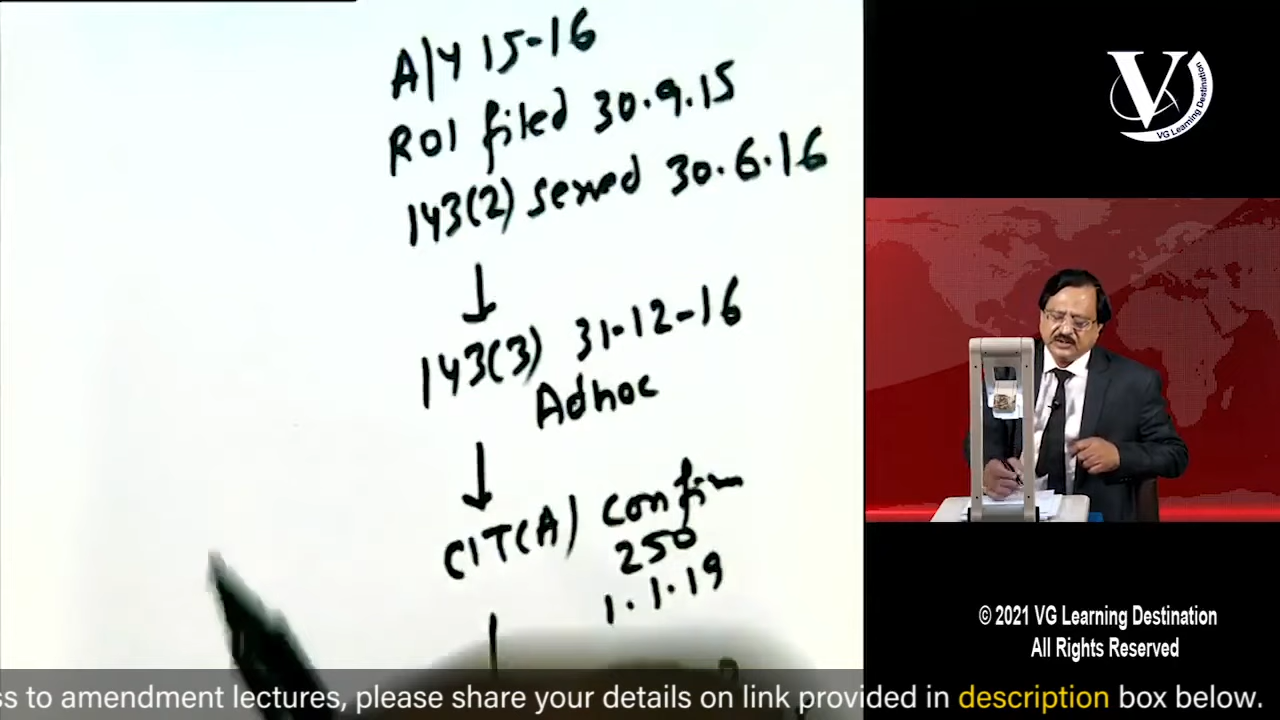 A/Y 15-16
ROI filed 30.9.15
143(2) served 30.6.16
143(3) 31-12-16
Adhoc
CIT(A) confirm
250
1.1.19
V
VG Learning Destination
© 2021 VG Learning Destination
All Rights Reserved
ss to amendment lectures, please share your details on link provided in description box below.